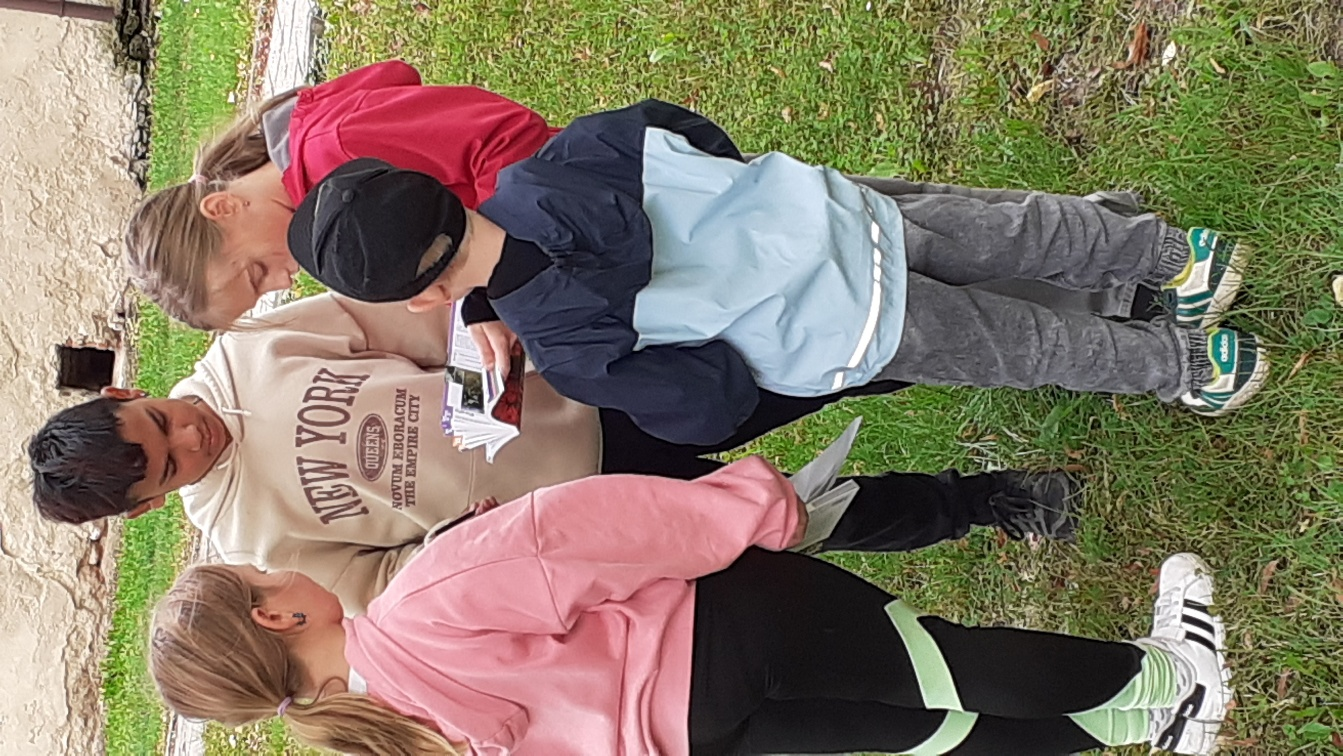 NEW YORK
QUEENS
NOVUM EBORACUM
THE EMPIRE CITY
adidas